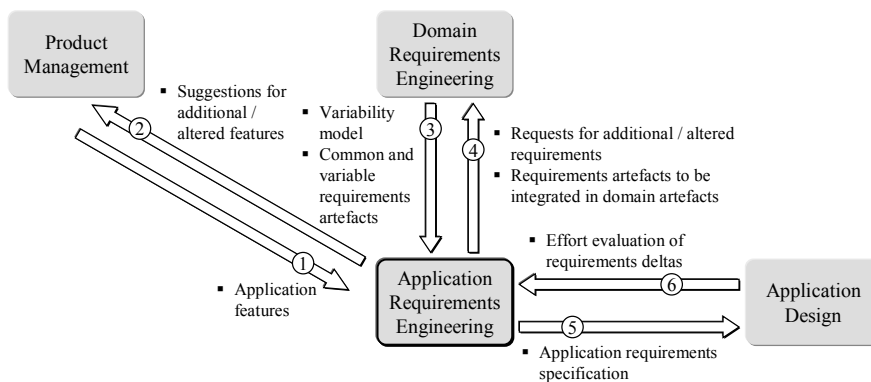 Product
Management
Domain
Requirements
Engineering
▪ Suggestions for
additional /
altered features
▪ Variability
model
▪ Common and
variable
requirements
artefacts
2
3
4
▪ Requests for additional / altered
requirements
▪ Requirements artefacts to be
integrated in domain artefacts
1
▪ Application
features
Application
Requirements
Engineering
▪ Effort evaluation of
requirements deltas
6
5
▪ Application requirements
specification
Application
Design